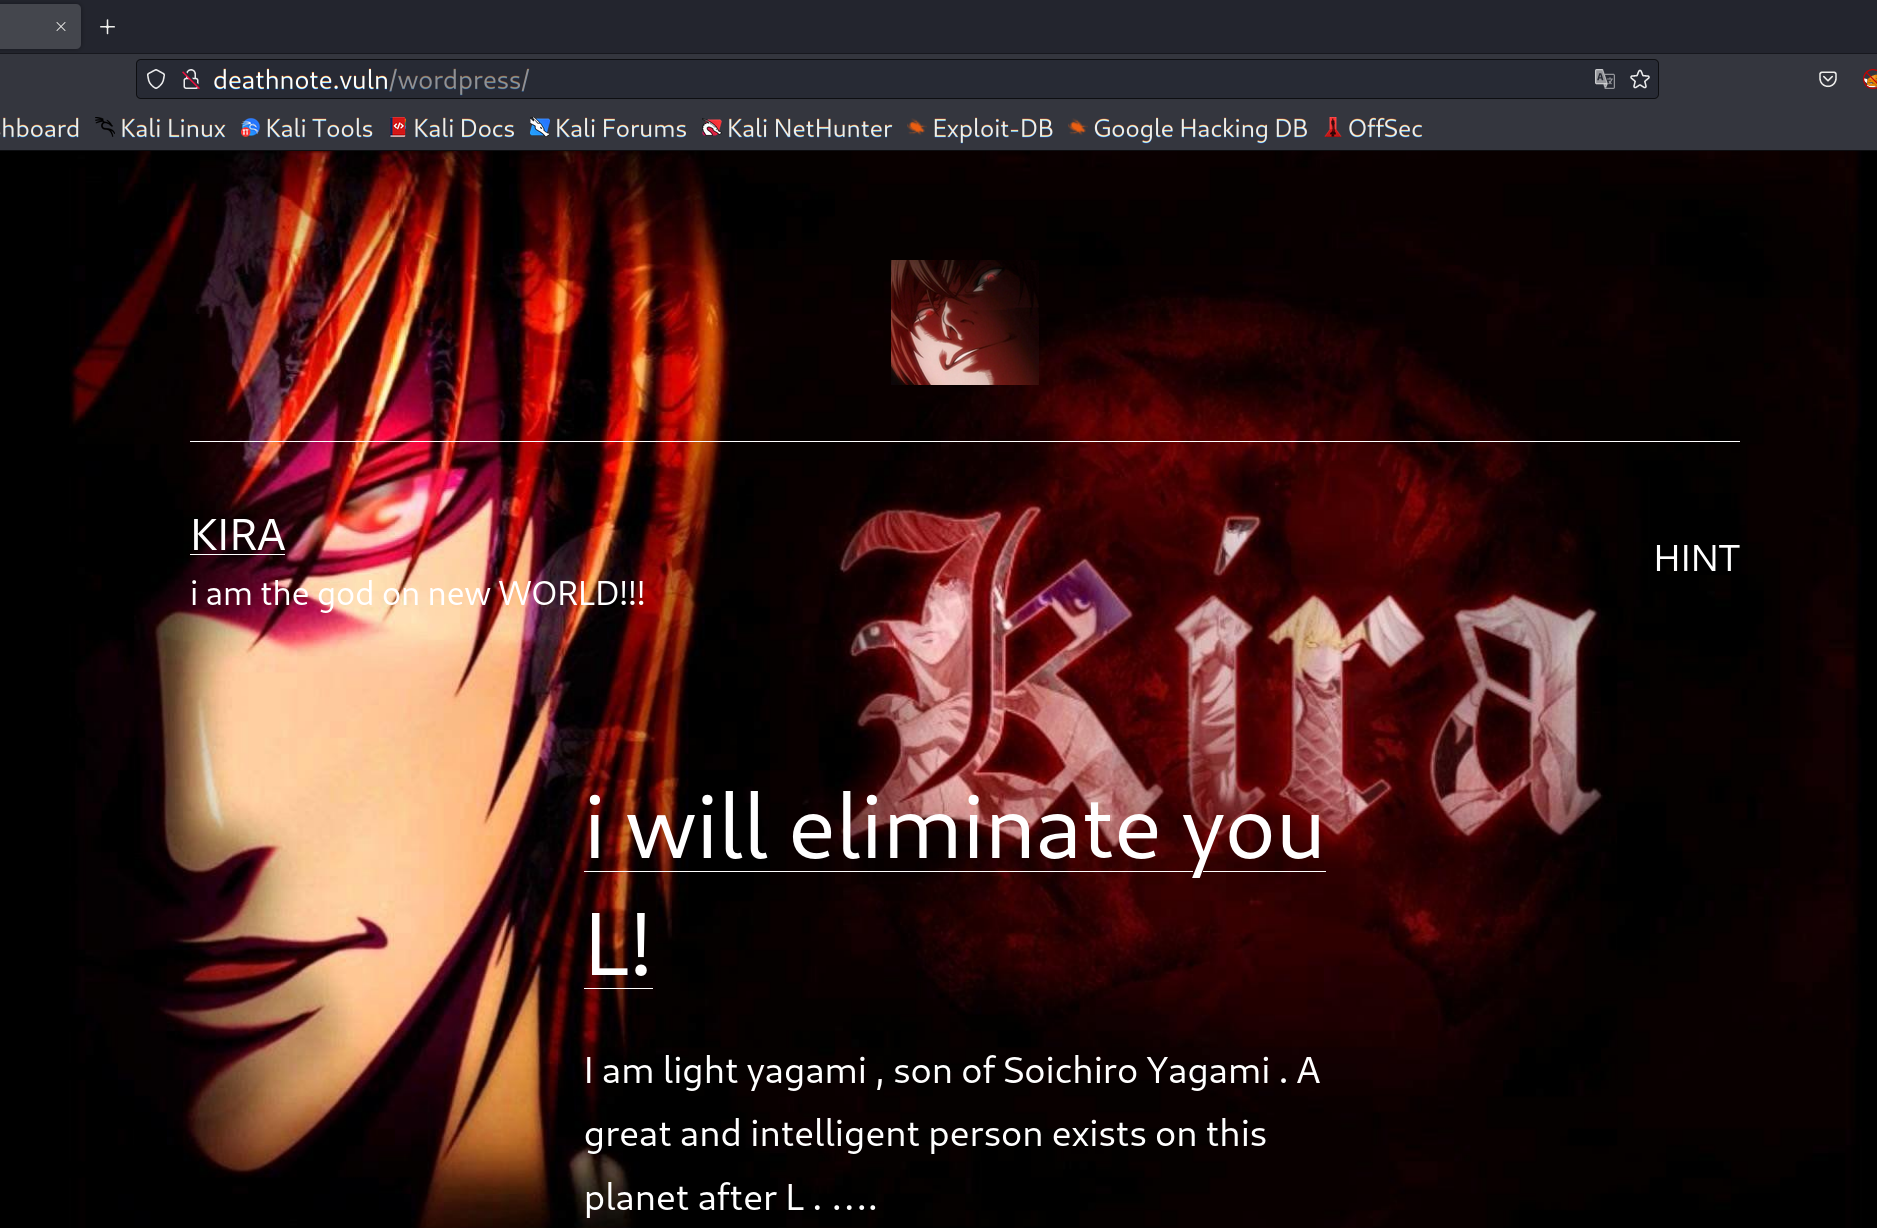 deathnote.vuln/wordpress/
hboard Kali Linux Kali Tools Kali Docs Kali Forums Kali NetHunter Exploit-DB Google Hacking DB OffSec
KIRA
HINT
i am the god on new WORLD!!!
Kira
i will eliminate you
L!
I am light yagami , son of Soichiro Yagami . A
great and intelligent person exists on this
planet after L . ….